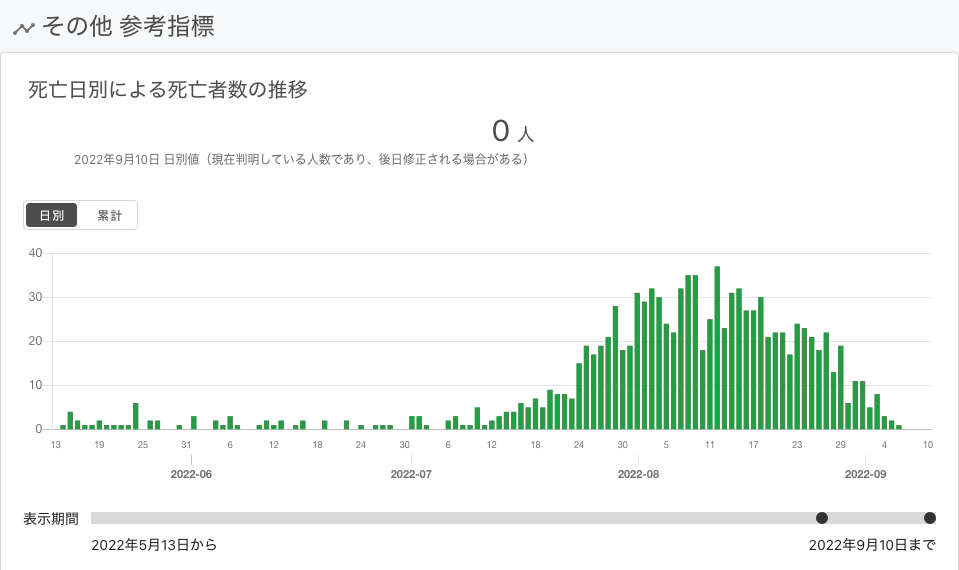 その他 参考指標
死亡日別による死亡者数の推移
0 人
2022年9月10日 日別値（現在判明している人数であり、後日修正される場合がある）
日別 累計
40
30
20
10
0
13 19 25 31 6 12 18 24 30 6 12 18 24 30 5 11 17 23 29 4 10
2022-06 2022-07 2022-08 2022-09
表示期間
2022年5月13日から 2022年9月10日まで